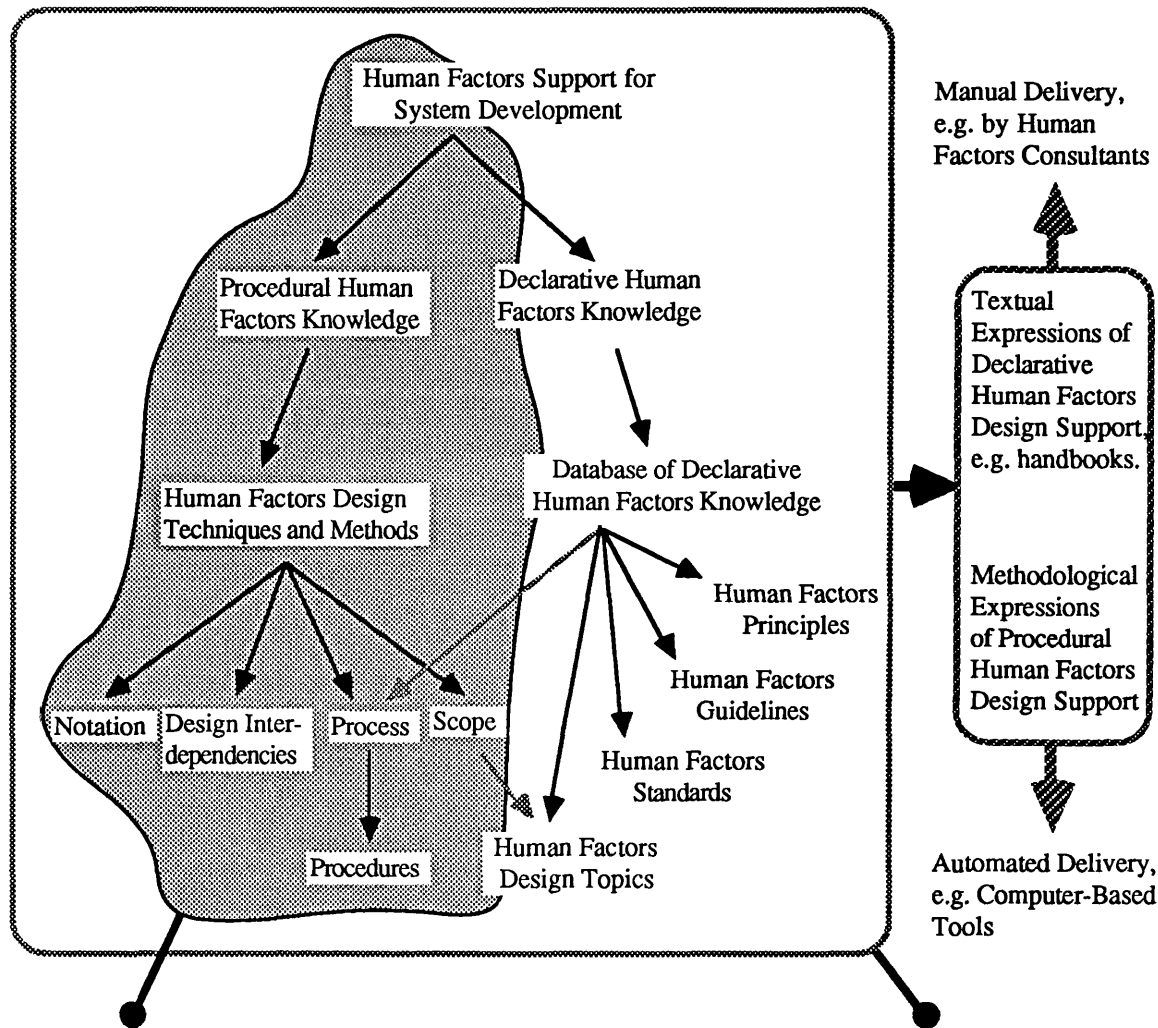 Human Factors Support for
System Development
Procedural Human
Factors Knowledge
Declarative Human
Factors Knowledge
Human Factors Design
Techniques and Methods
Database of Declarative
Human Factors Knowledge
Notation
Design Inter-
dependencies
Process
Scope
Procedures
Human Factors
Principles
Human Factors
Guidelines
Human Factors
Standards
Human Factors
Design Topics
Manual Delivery,
e.g. by Human
Factors Consultants
Textual
Expressions of
Declarative
Human Factors
Design Support,
e.g. handbooks.
Methodological
Expressions
of Procedural
Human Factors
Design Support
Automated Delivery,
e.g. Computer-Based
Tools